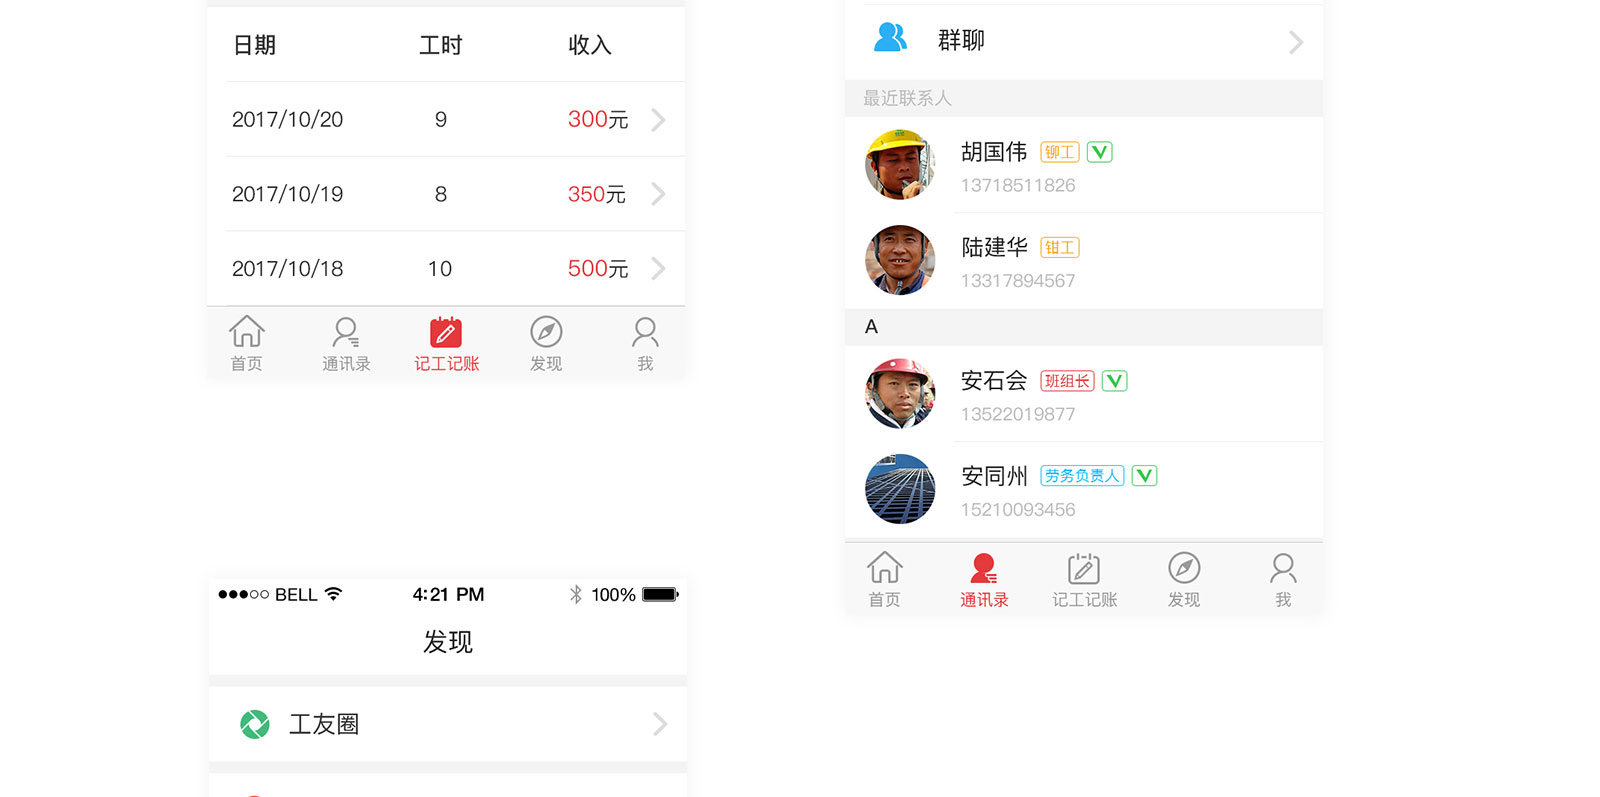 日期 工时 收入
2017/10/20 9 300元
2017/10/19 8 350元
2017/10/18 10 500元
首页 通讯录 记工记账 发现 我
BELL 4:21 PM 100%
发现
工友圈
群聊
最近联系人
胡国伟 铆工 V
13718511826
陆建华 钳工
13317894567
A
安石会 班组长 V
13522019877
安同州 劳务负责人 V
15210093456
首页 通讯录 记工记账 发现 我